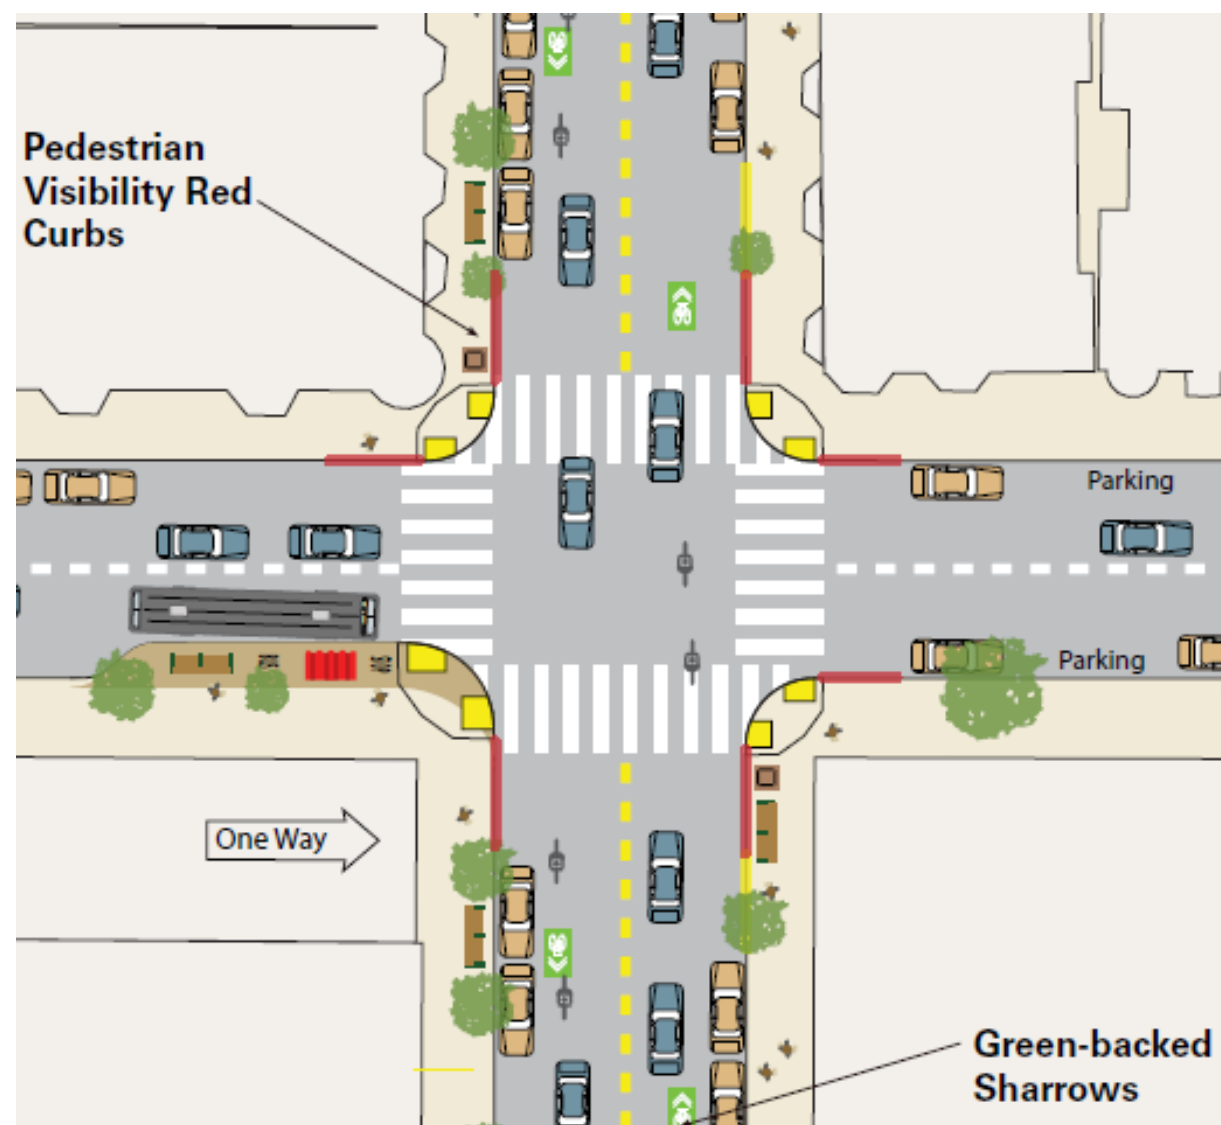 Pedestrian
Visibility Red
Curbs
Parking
Parking
One Way
Green-backed
Sharrows